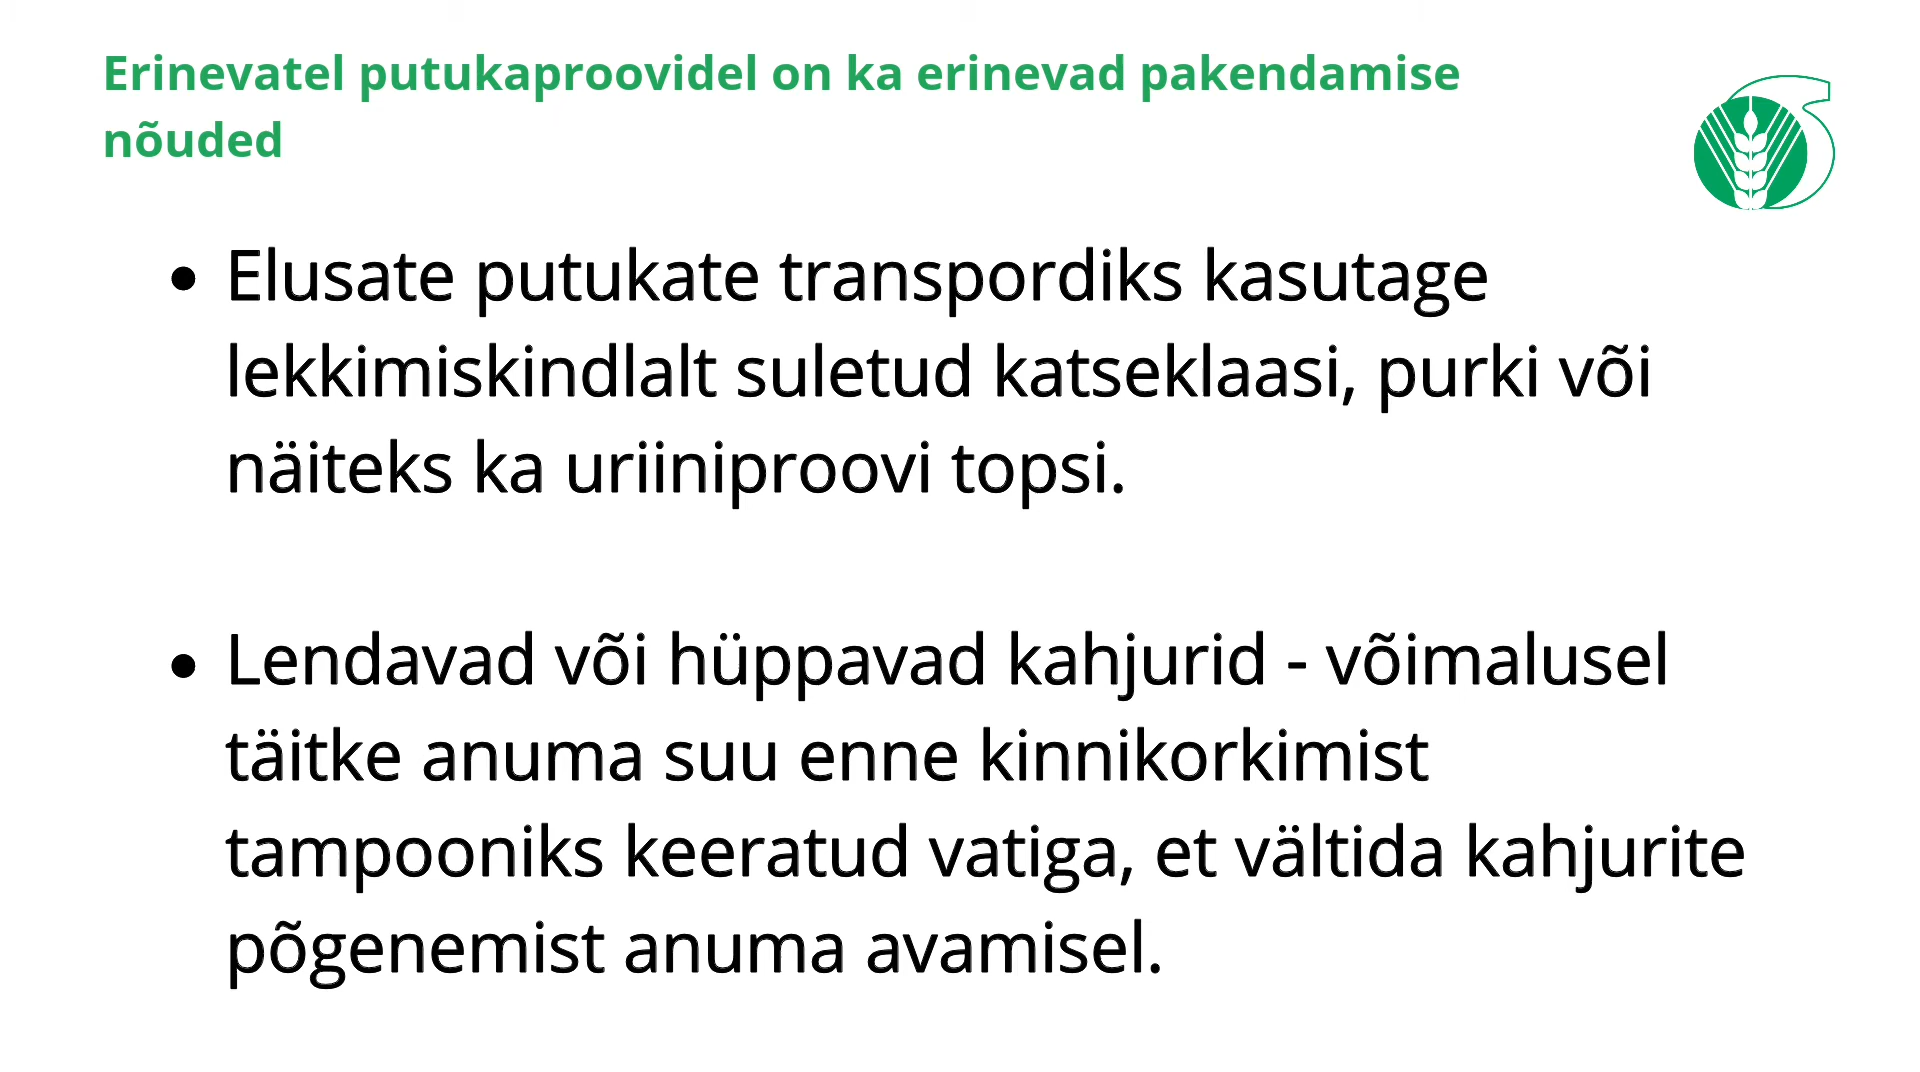 Erinevatel putukaproovidel on ka erinevad pakendamise
nõuded
• Elusate putukate transpordiks kasutage
lekkimiskindlalt suletud katseklaasi, purki või
näiteks ka uriiniproovi topsi.
• Lendavad või hüppavad kahjurid - võimalusel
täitke anuma suu enne kinnikorkimist
tampooniks keeratud vatiga, et vältida kahjurite
põgenemist anuma avamisel.